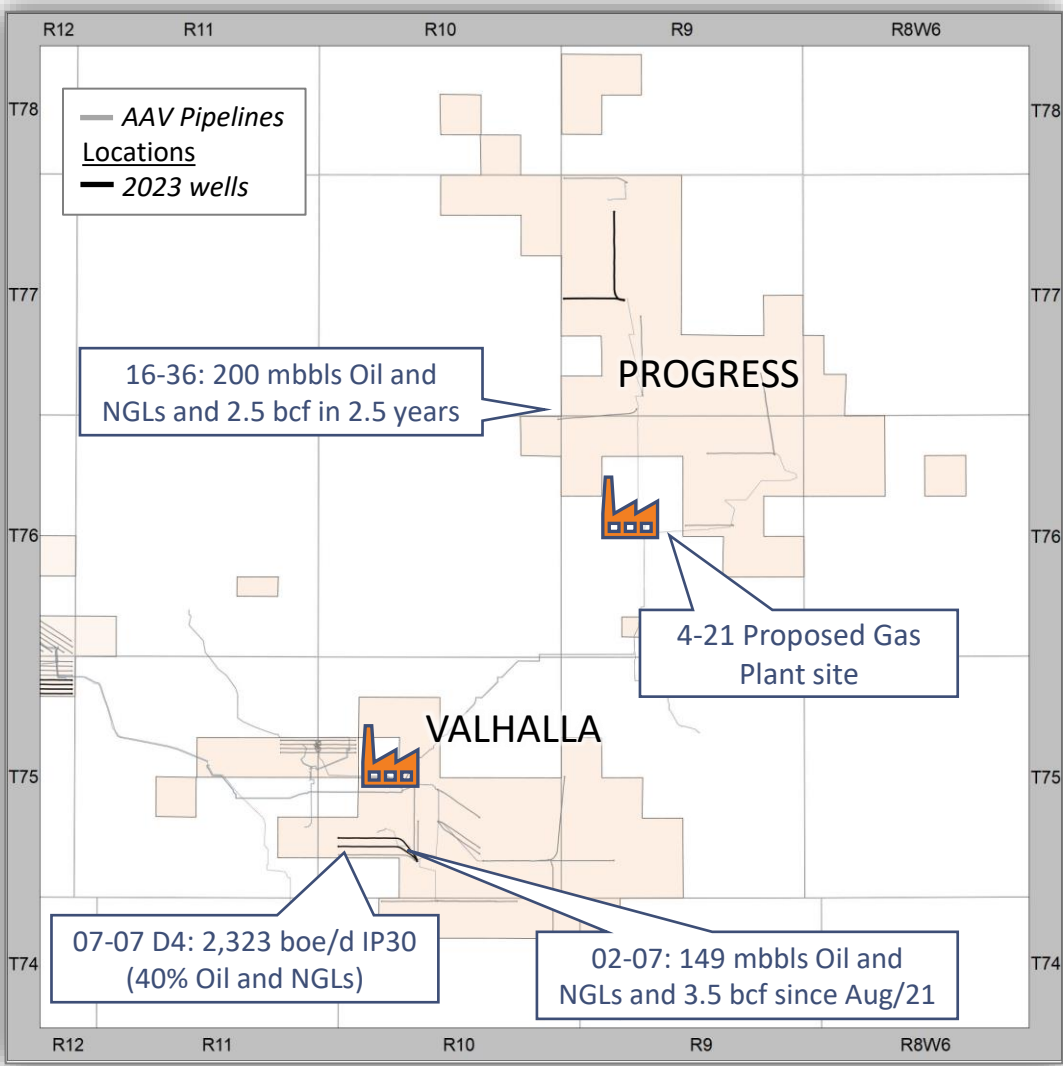 R12 R11 R10 R9 R8W6
T78 T78
AAV Pipelines
Locations
2023 wells
T77 T77
16-36: 200 mbbls Oil and
NGLs and 2.5 bcf in 2.5 years
PROGRESS
T76 T76
4-21 Proposed Gas
Plant site
VALHALLA
T75 T75
07-07 D4: 2,323 boe/d IP30
(40% Oil and NGLs)
02-07: 149 mbbls Oil and
NGLs and 3.5 bcf since Aug/21
T74 T74
R12 R11 R10 R9 R8W6